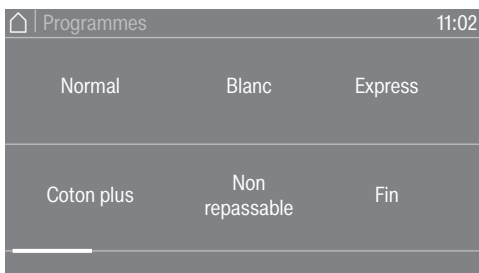 Programmes 11:02
Normal Blanc Express
Coton plus Non repassable Fin